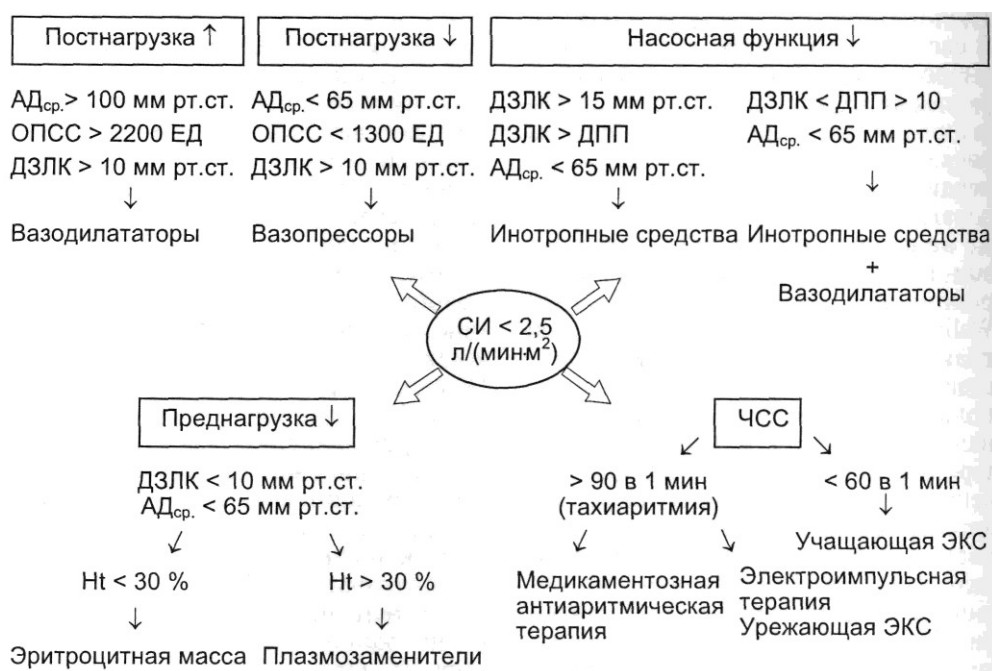 Постнагрузка ↑
АДср.> 100 мм рт.ст.
ОПСС > 2200 ЕД
ДЗЛК > 10 мм рт.ст.
↓
Вазодилататоры
Постнагрузка ↓
АДср.< 65 мм рт.ст.
ОПСС < 1300 ЕД
ДЗЛК > 10 мм рт.ст.
↓
Вазопрессоры
Насосная функция ↓
ДЗЛК > 15 мм рт.ст.
ДЗЛК > ДПП
АДср. < 65 мм рт.ст.
↓
Инотропные средства
ДЗЛК < ДПП > 10
АДср. < 65 мм рт.ст.
↓
Инотропные средства
+
Вазодилататоры
СИ < 2,5
л/(мин·м²)
Преднагрузка ↓
ДЗЛК < 10 мм рт.ст.
АДср. < 65 мм рт.ст.
↙ ↘
Ht < 30 %
↓
Эритроцитная масса
Ht > 30 %
↓
Плазмозаменители
ЧСС
↙ ↘
> 90 в 1 мин
(тахиаритмия)
↙ ↘
Медикаментозная
антиаритмическая
терапия
Электроимпульсная
терапия
Урежающая ЭКС
< 60 в 1 мин
↓
Учащающая ЭКС